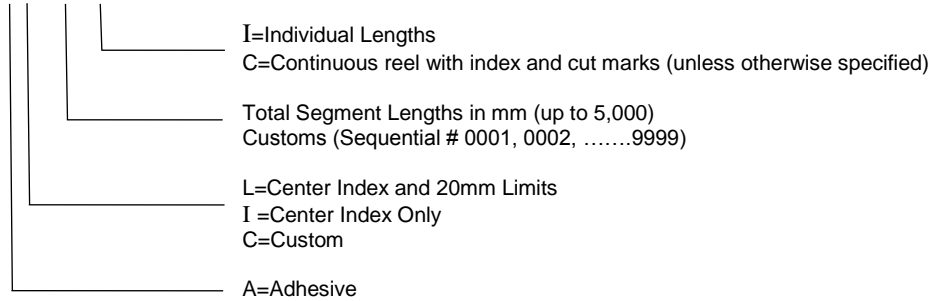 I=Individual Lengths
C=Continuous reel with index and cut marks (unless otherwise specified)
Total Segment Lengths in mm (up to 5,000)
Customs (Sequential # 0001, 0002, …….9999)
L=Center Index and 20mm Limits
I =Center Index Only
C=Custom
A=Adhesive